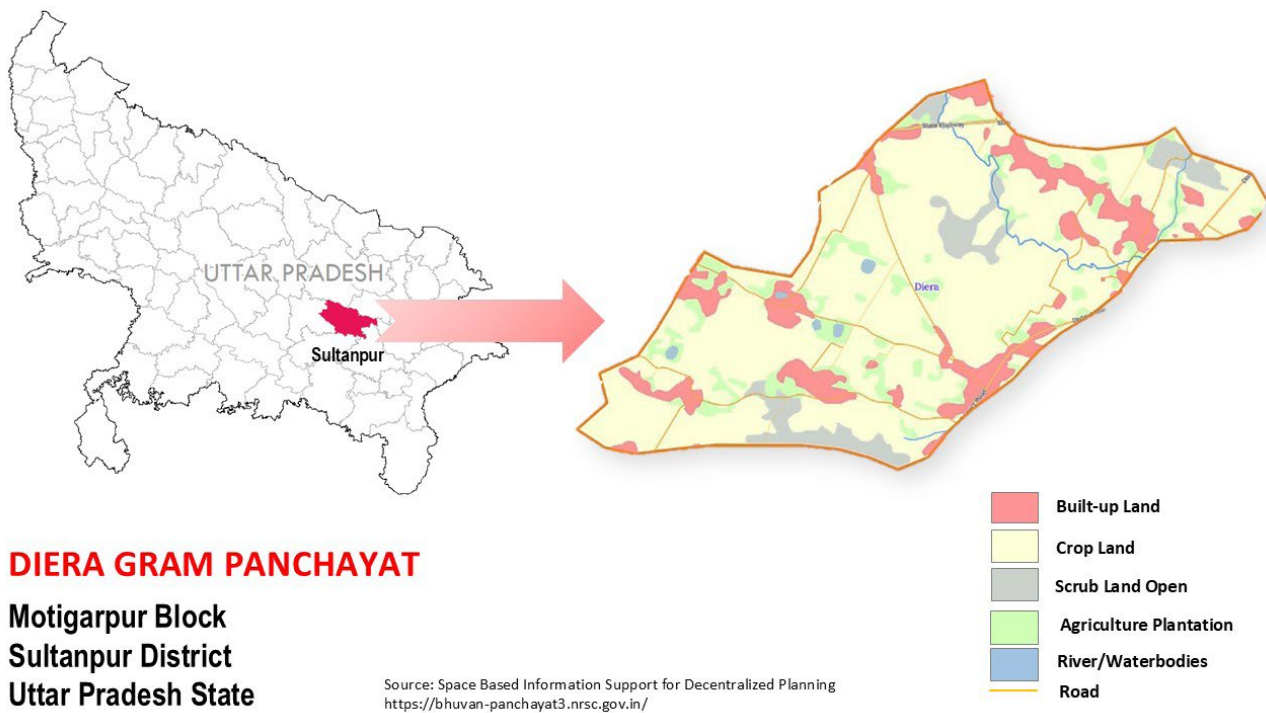 UTTAR PRADESH
Sultanpur
State Highway
Diera
DIERA GRAM PANCHAYAT
Motigarpur Block
Sultanpur District
Uttar Pradesh State
Source: Space Based Information Support for Decentralized Planning
https://bhuvan-panchayat3.nrsc.gov.in/
Built-up Land
Crop Land
Scrub Land Open
Agriculture Plantation
River/Waterbodies
Road